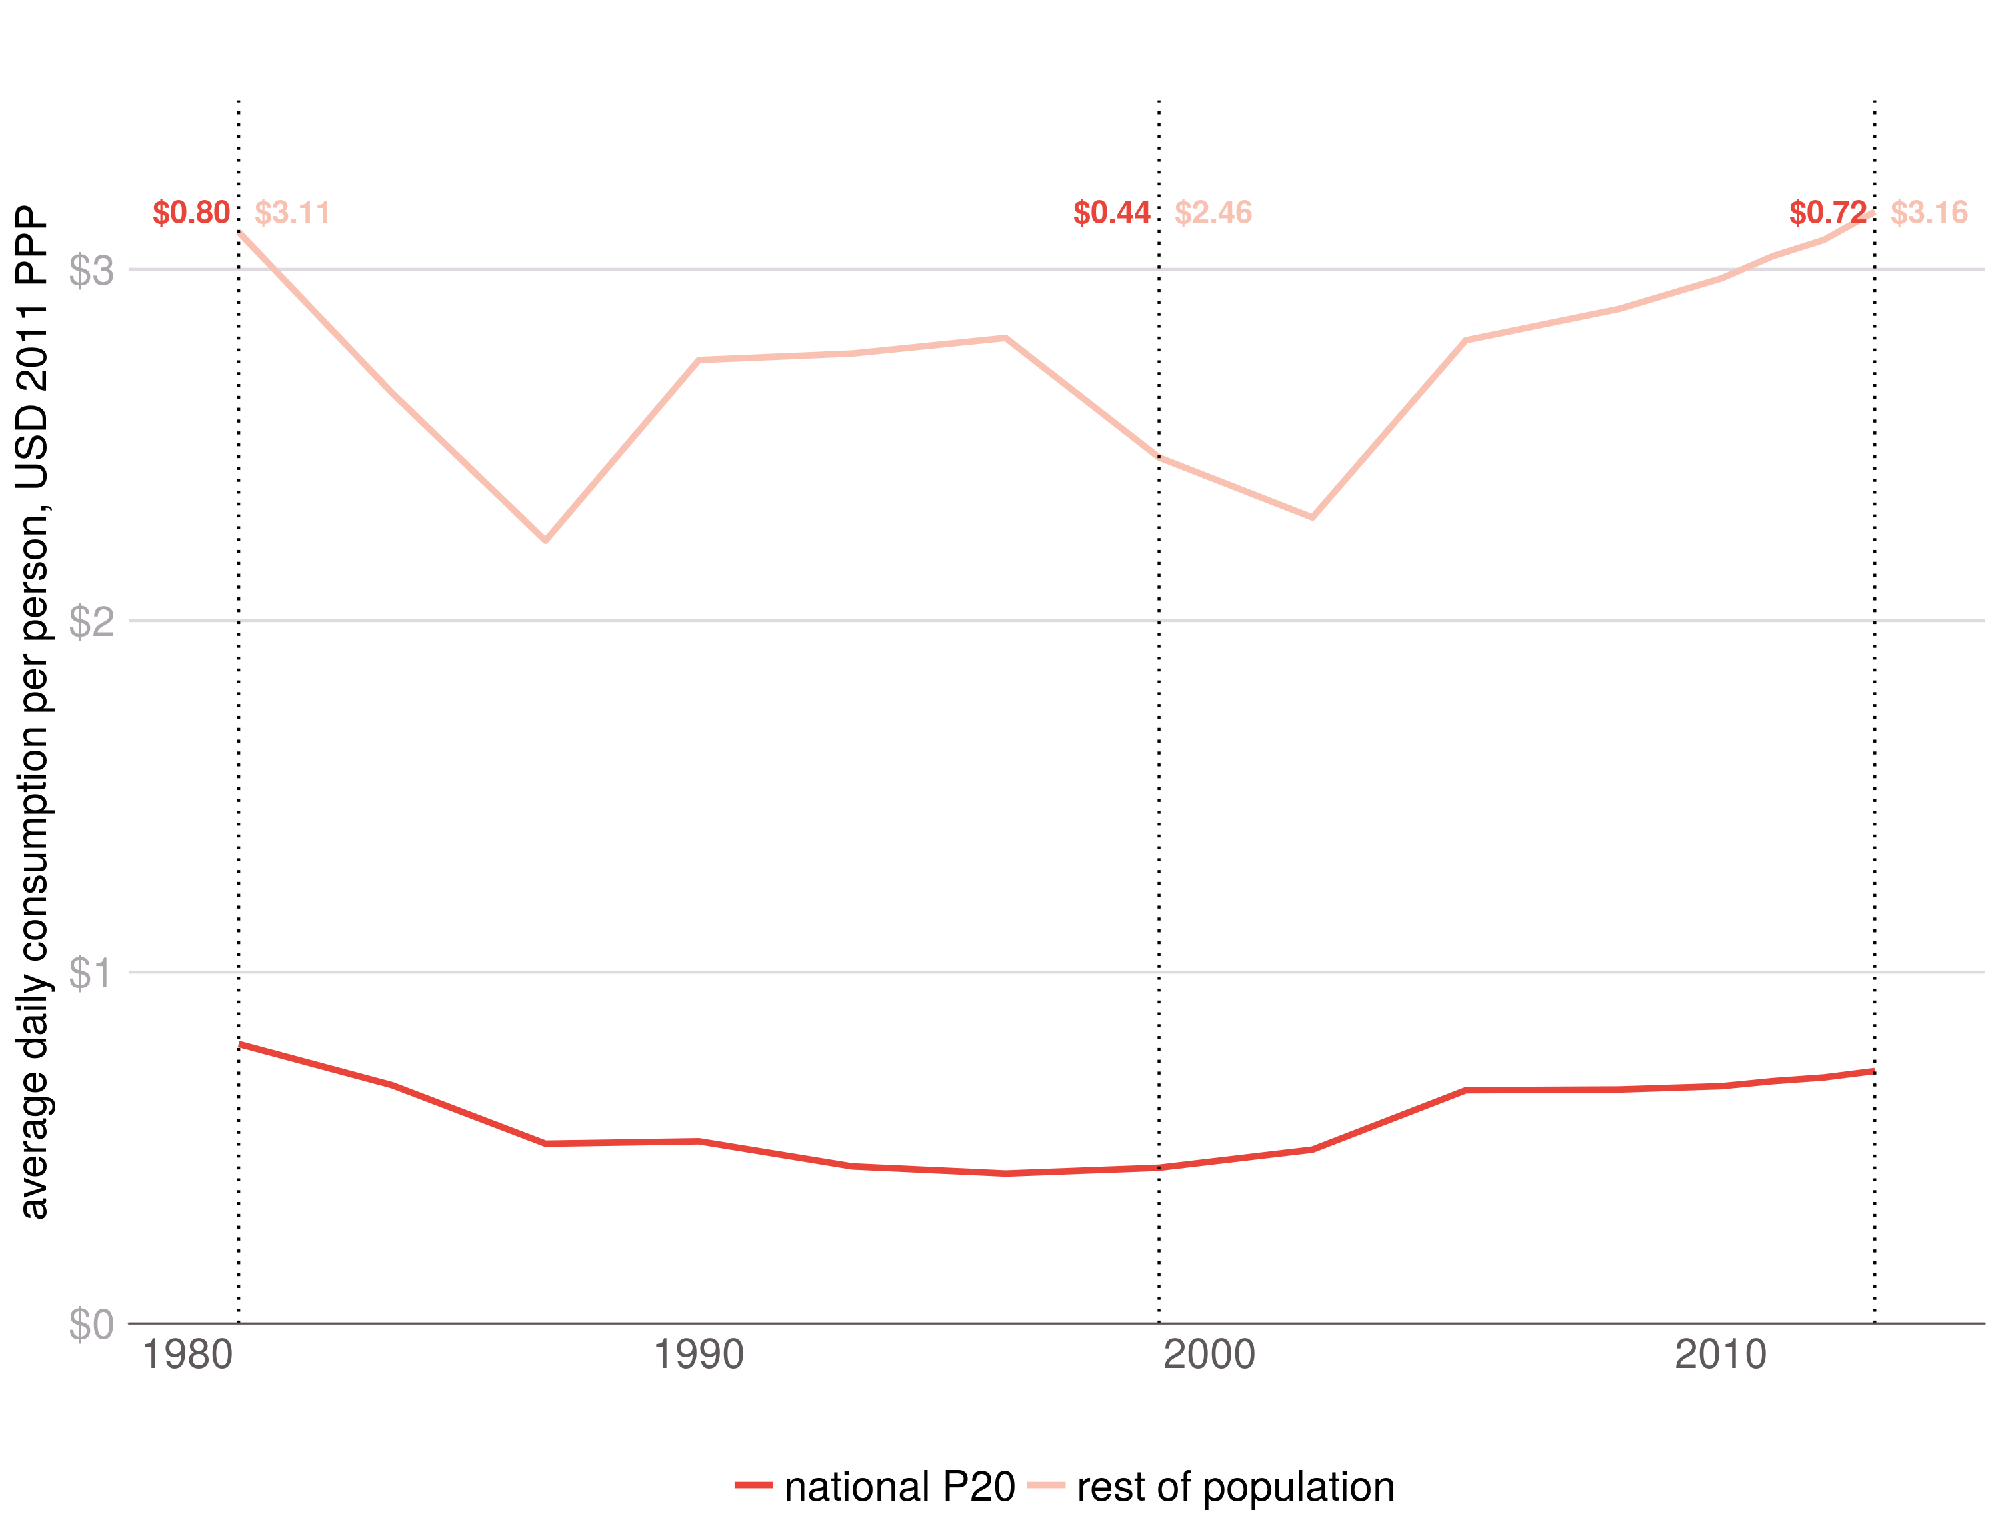 $0.80 $3.11 $0.44 $2.46 $0.72 $3.16
average daily consumption per person, USD 2011 PPP
$3
$2
$1
$0
1980 1990 2000 2010
national P20 rest of population